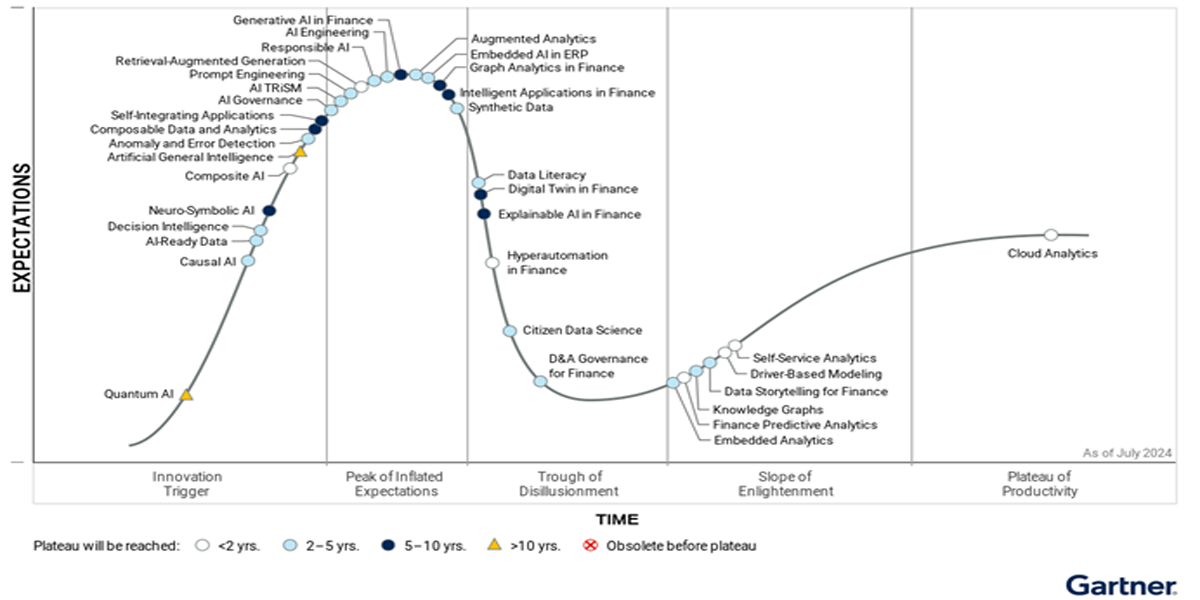 Generative AI in Finance
AI Engineering
Responsible AI
Retrieval-Augmented Generation
Prompt Engineering
AI TRiSM
AI Governance
Self-Integrating Applications
Composable Data and Analytics
Anomaly and Error Detection
Artificial General Intelligence
Composite AI
Neuro-Symbolic AI
Decision Intelligence
AI-Ready Data
Causal AI
Quantum AI
Augmented Analytics
Embedded AI in ERP
Graph Analytics in Finance
Intelligent Applications in Finance
Synthetic Data
Data Literacy
Digital Twin in Finance
Explainable AI in Finance
Hyperautomation
in Finance
Citizen Data Science
D&A Governance
for Finance
Self-Service Analytics
Driver-Based Modeling
Data Storytelling for Finance
Knowledge Graphs
Finance Predictive Analytics
Embedded Analytics
Cloud Analytics
EXPECTATIONS
As of July 2024
Innovation
Trigger
Peak of Inflated
Expectations
Trough of
Disillusionment
Slope of
Enlightenment
Plateau of
Productivity
TIME
Plateau will be reached: <2 yrs. 2–5 yrs. 5–10 yrs. >10 yrs. Obsolete before plateau
Gartner